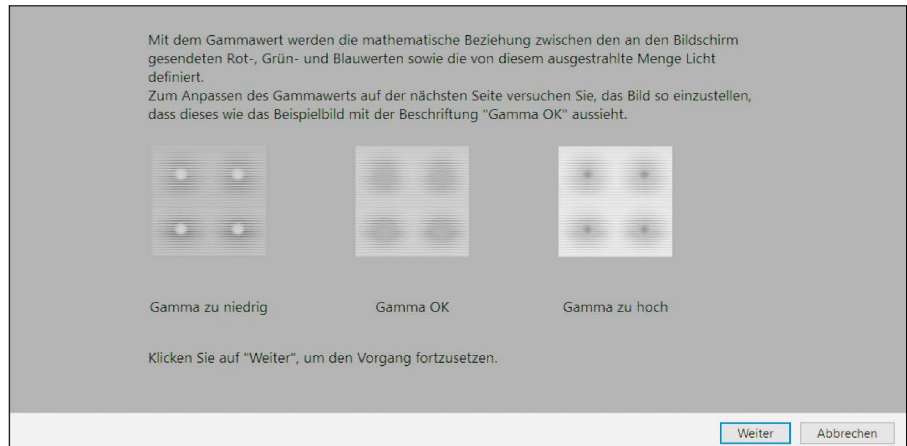 Mit dem Gammawert werden die mathematische Beziehung zwischen den an den Bildschirm
gesendeten Rot-, Grün- und Blauwerten sowie die von diesem ausgestrahlte Menge Licht
definiert.
Zum Anpassen des Gammawerts auf der nächsten Seite versuchen Sie, das Bild so einzustellen,
dass dieses wie das Beispielbild mit der Beschriftung "Gamma OK" aussieht.
Gamma zu niedrig
Gamma OK
Gamma zu hoch
Klicken Sie auf "Weiter", um den Vorgang fortzusetzen.
Weiter
Abbrechen